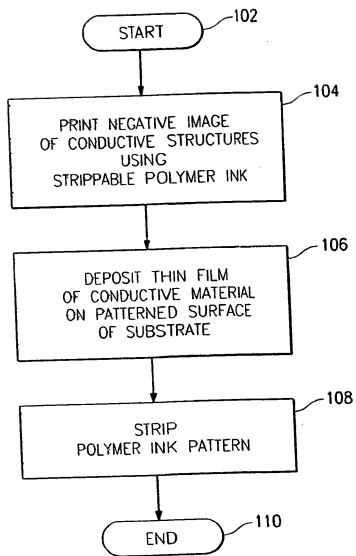 START
102
104
PRINT NEGATIVE IMAGE
OF CONDUCTIVE STRUCTURES
USING
STRIPPABLE POLYMER INK
106
DEPOSIT THIN FILM
OF CONDUCTIVE MATERIAL
ON PATTERNED SURFACE
OF SUBSTRATE
108
STRIP
POLYMER INK PATTERN
END
110